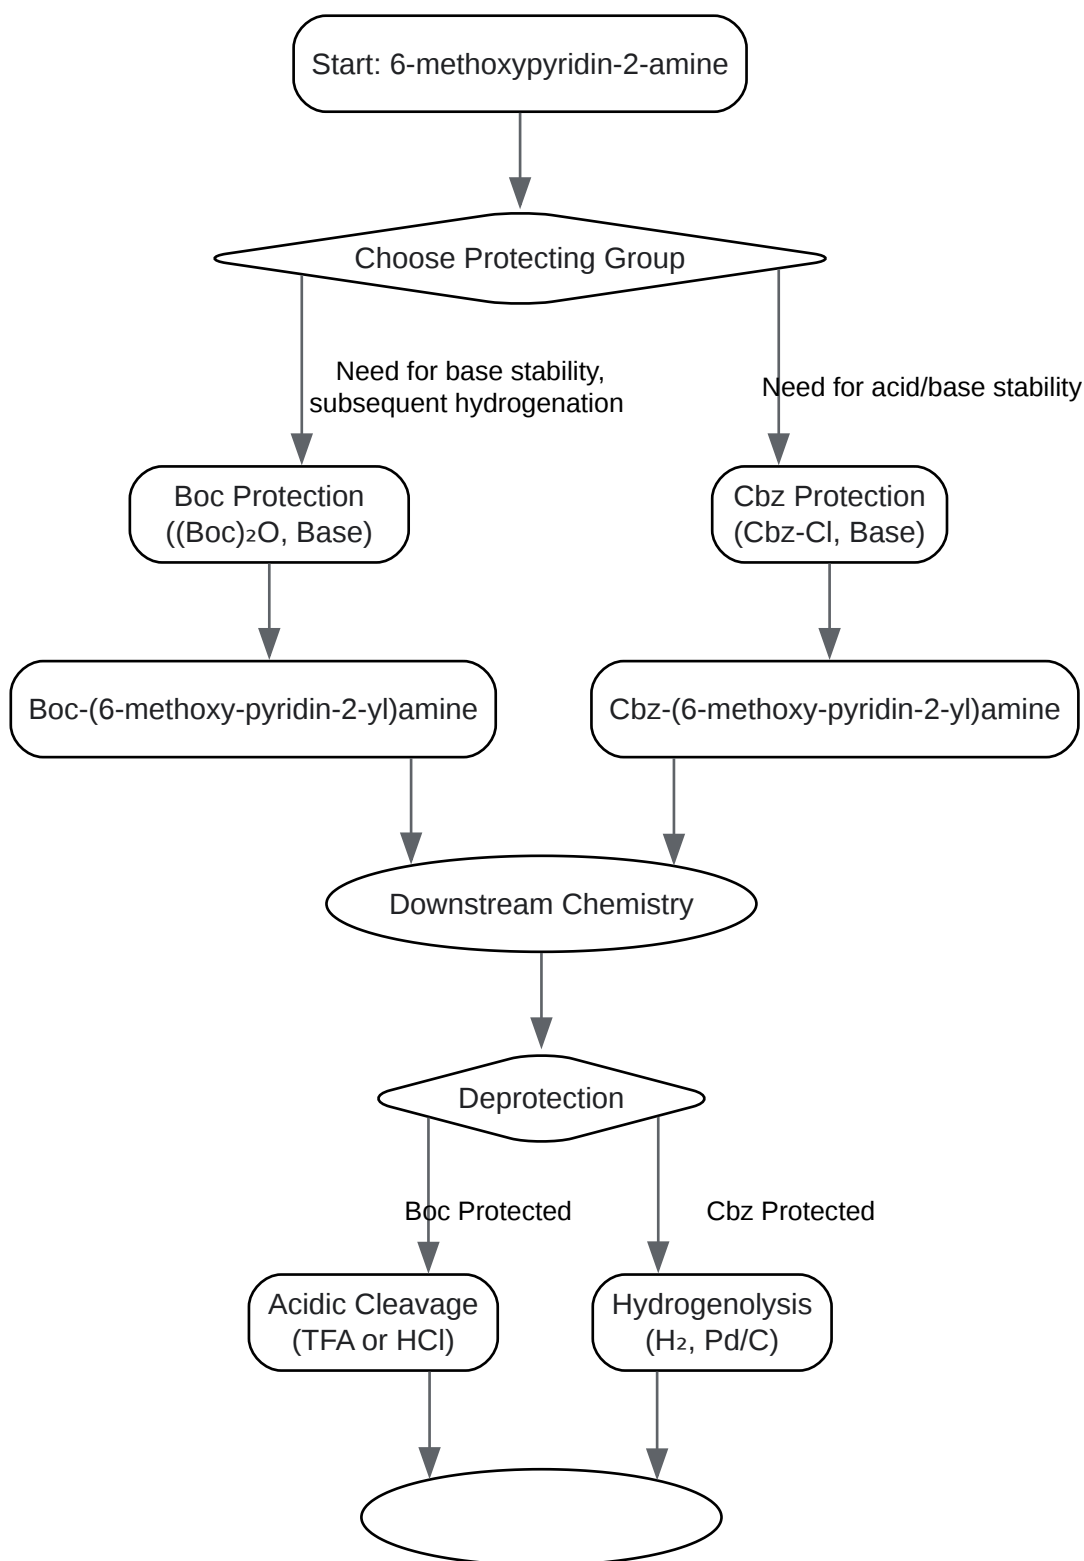 Start: 6-methoxypyridin-2-amine
Choose Protecting Group
Need for base stability,
subsequent hydrogenation
Need for acid/base stability
Boc Protection
((Boc)₂O, Base)
Cbz Protection
(Cbz-Cl, Base)
Boc-(6-methoxy-pyridin-2-yl)amine
Cbz-(6-methoxy-pyridin-2-yl)amine
Downstream Chemistry
Deprotection
Boc Protected
Cbz Protected
Acidic Cleavage
(TFA or HCl)
Hydrogenolysis
(H₂, Pd/C)